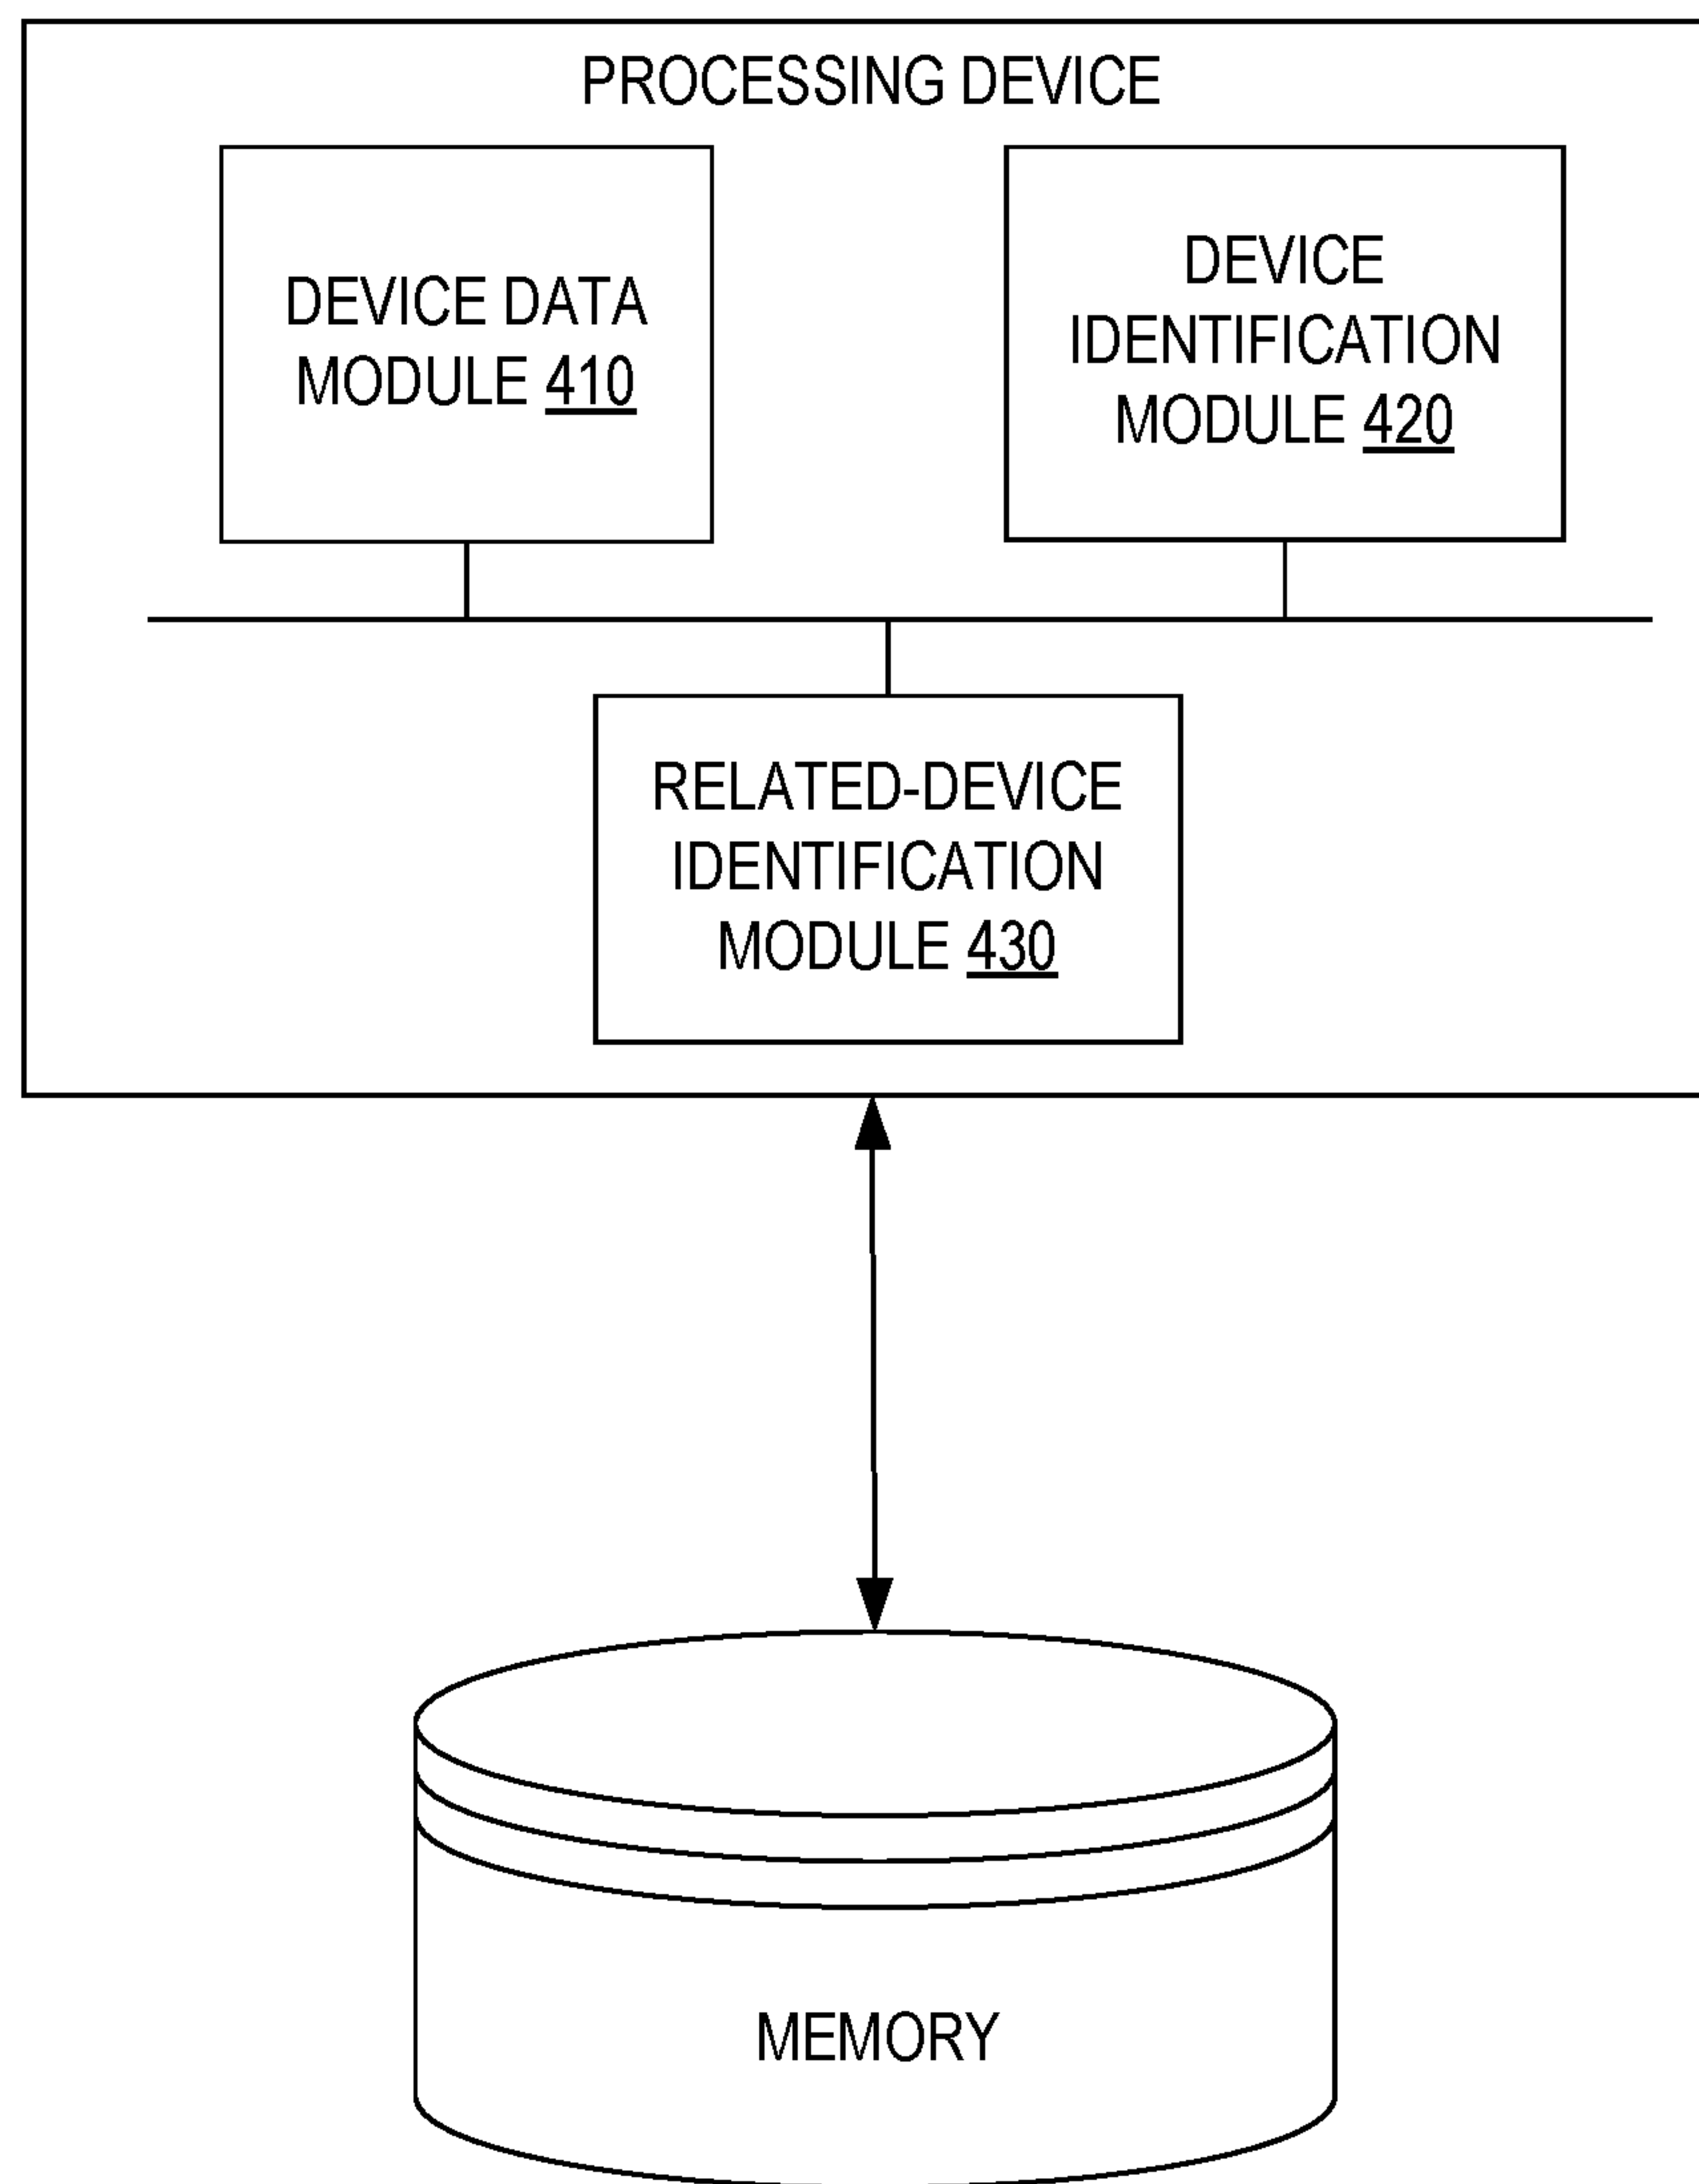 PROCESSING DEVICE
DEVICE DATA
MODULE 410
DEVICE
IDENTIFICATION
MODULE 420
RELATED-DEVICE
IDENTIFICATION
MODULE 430
MEMORY